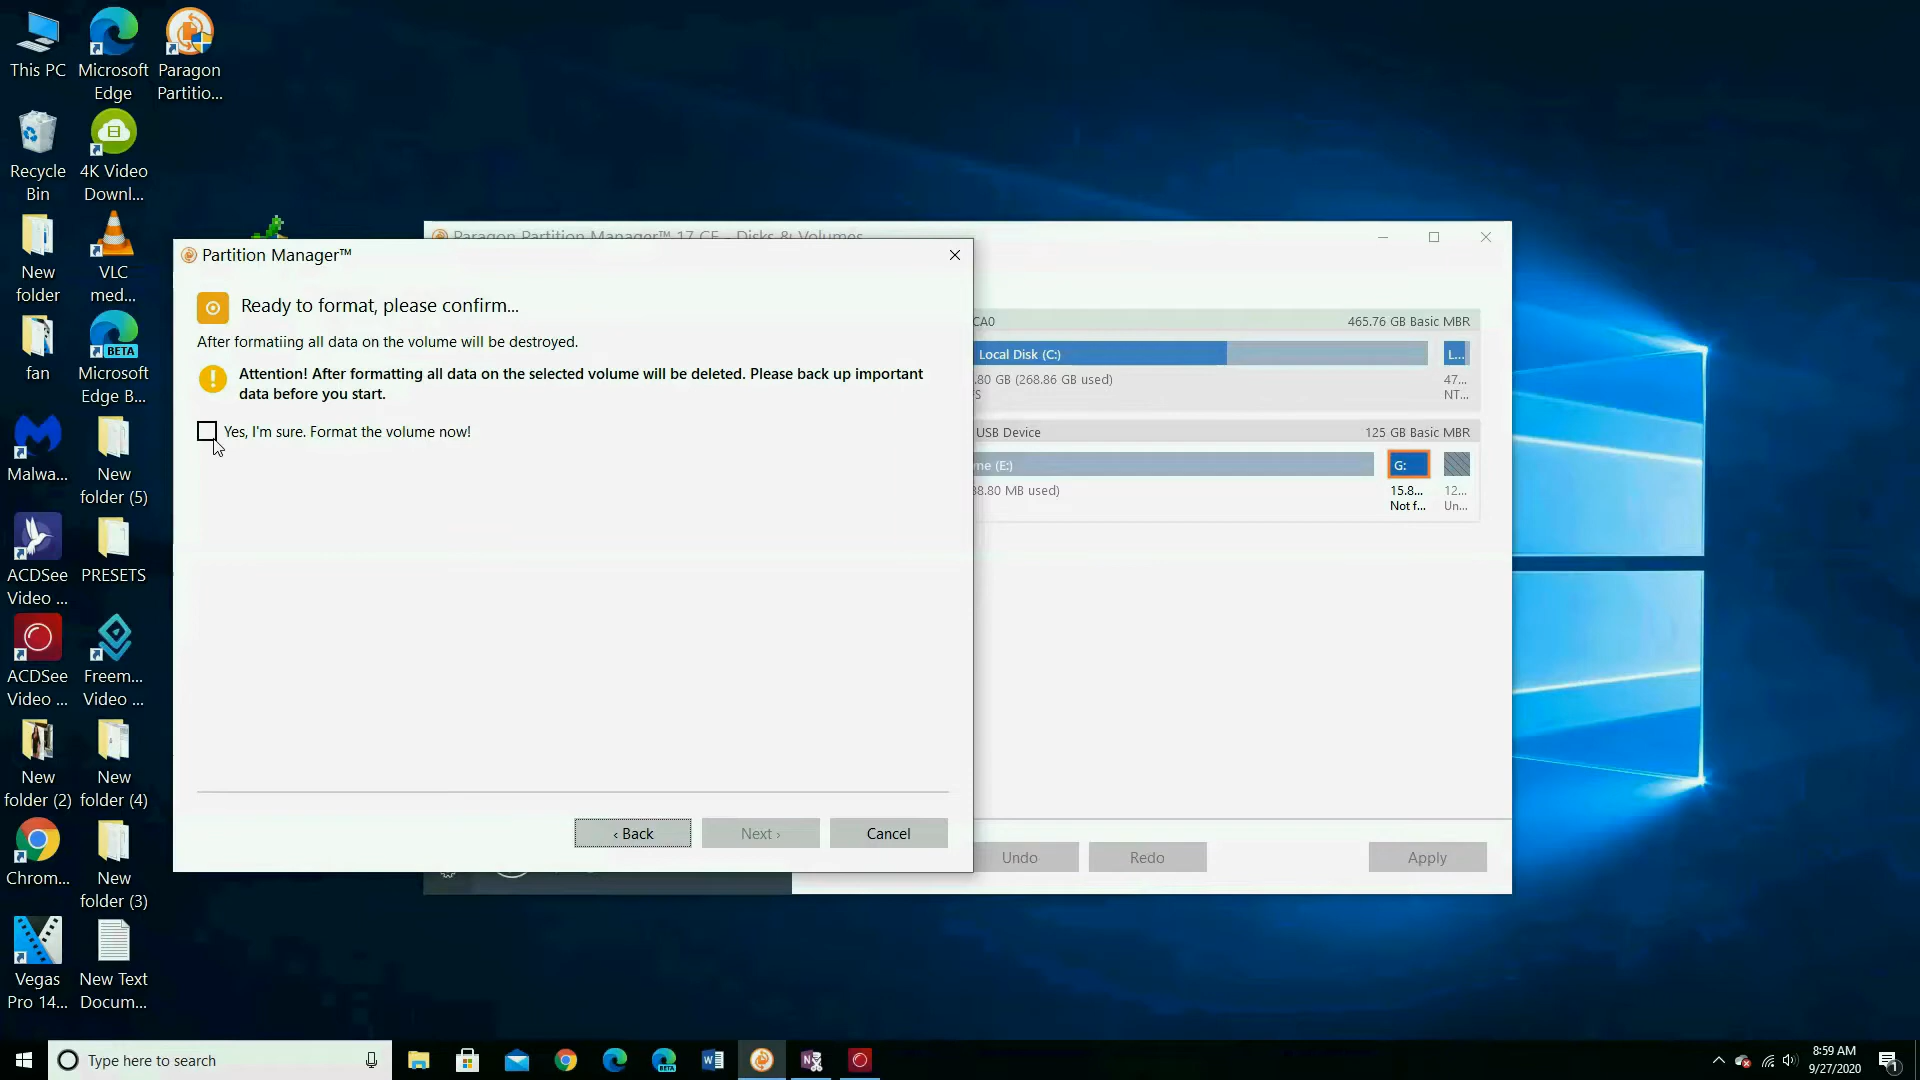 This PC
Microsoft
Edge
Paragon
Partitio...
Recycle
Bin
4K Video
Downl...
New
folder
VLC
med...
fan
BETA
Microsoft
Edge B...
Malwa...
New
folder (5)
ACDSee
Video ...
PRESETS
ACDSee
Video ...
Freem...
Video ...
New
folder (2)
New
folder (4)
Chrom...
New
folder (3)
Vegas
Pro 14...
New Text
Docum...
Paragon Partition Manager™ 17 CE - Disks & Volumes
Partition Manager™
Ready to format, please confirm...
After formatiing all data on the volume will be destroyed.
Attention! After formatting all data on the selected volume will be deleted. Please back up important
data before you start.
Yes, I'm sure. Format the volume now!
‹ Back
Next ›
Cancel
CA0
465.76 GB Basic MBR
Local Disk (C:)
L...
.80 GB (268.86 GB used)
47...
S
NT...
USB Device
125 GB Basic MBR
me (E:)
G:
38.80 MB used)
15.8...
12...
Not f...
Un...
Undo
Redo
Apply
Type here to search
BETA
8:59 AM
9/27/2020
1